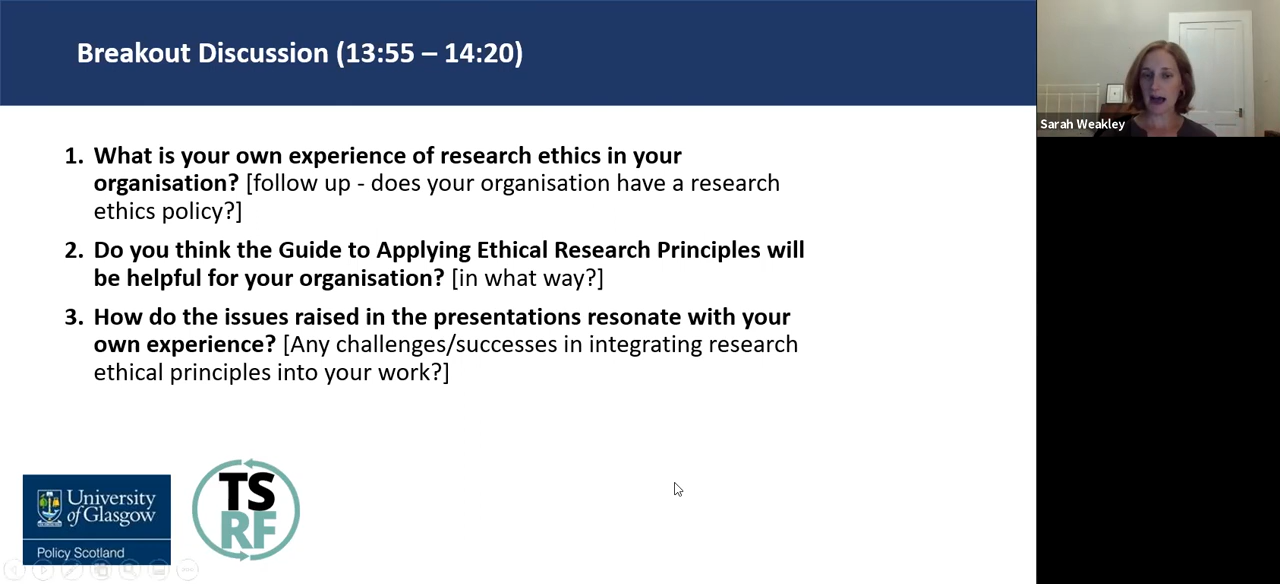 Breakout Discussion (13:55 – 14:20)
Sarah Weakley
1. What is your own experience of research ethics in your
organisation? [follow up - does your organisation have a research
ethics policy?]
2. Do you think the Guide to Applying Ethical Research Principles will
be helpful for your organisation? [in what way?]
3. How do the issues raised in the presentations resonate with your
own experience? [Any challenges/successes in integrating research
ethical principles into your work?]
University
of Glasgow
Policy Scotland
TS
RF